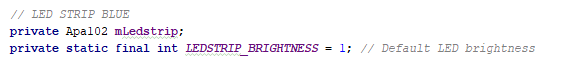 // LED STRIP BLUE
private Apa102 mLedstrip;
private static final int LEDSTRIP_BRIGHTNESS = 1; // Default LED brightness